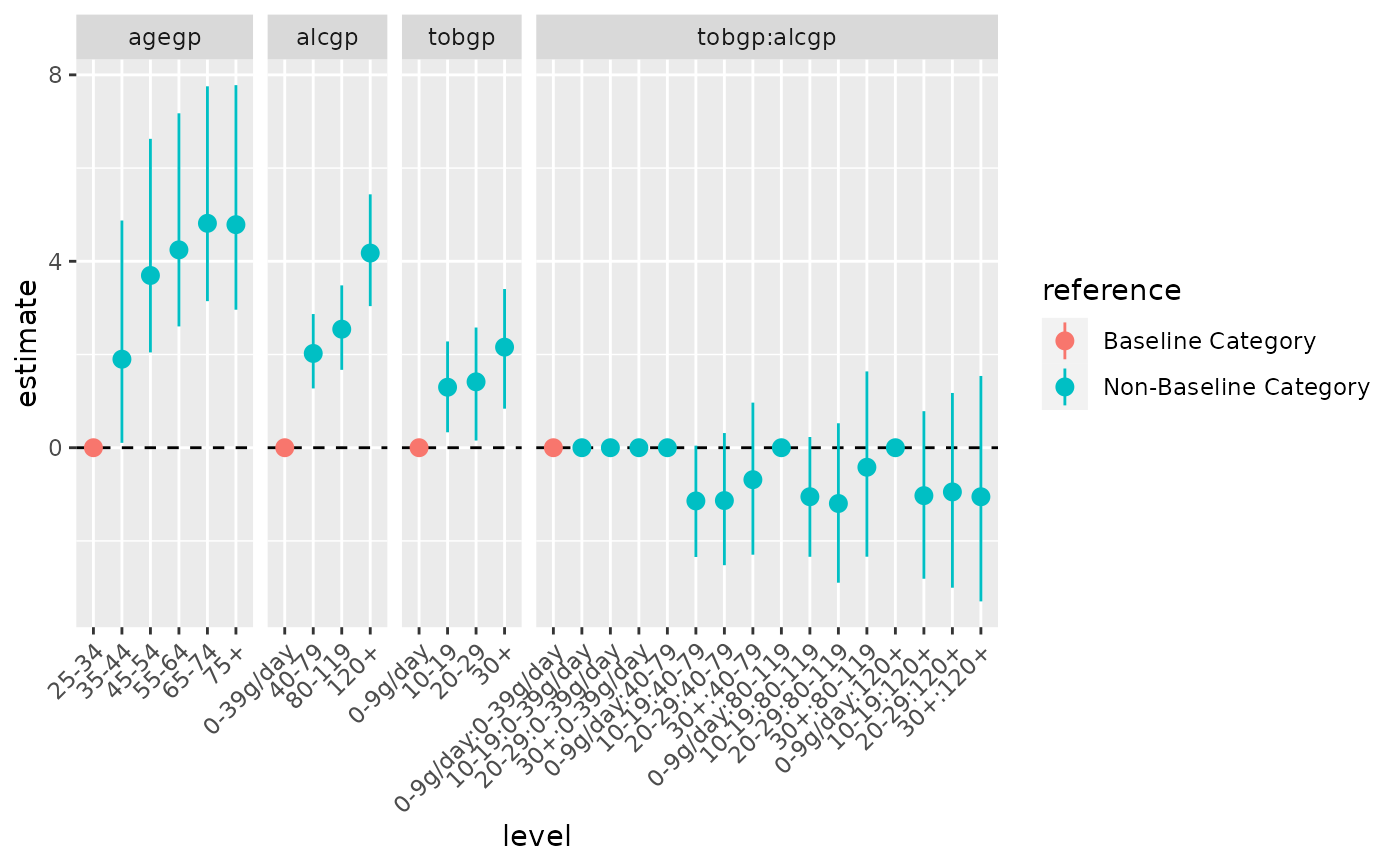 agegp
alcgp
tobgp
tobgp:alcgp
8
4
0
estimate
25-34
35-44
45-54
55-64
65-74
75+
0-39g/day
40-79
80-119
120+
0-9g/day
10-19
20-29
30+
0-9g/day:0-39g/day
10-19:0-39g/day
20-29:0-39g/day
30+:0-39g/day
0-9g/day:40-79
10-19:40-79
20-29:40-79
30+:40-79
0-9g/day:80-119
10-19:80-119
20-29:80-119
30+:80-119
0-9g/day:120+
10-19:120+
20-29:120+
30+:120+
level
reference
Baseline Category
Non-Baseline Category